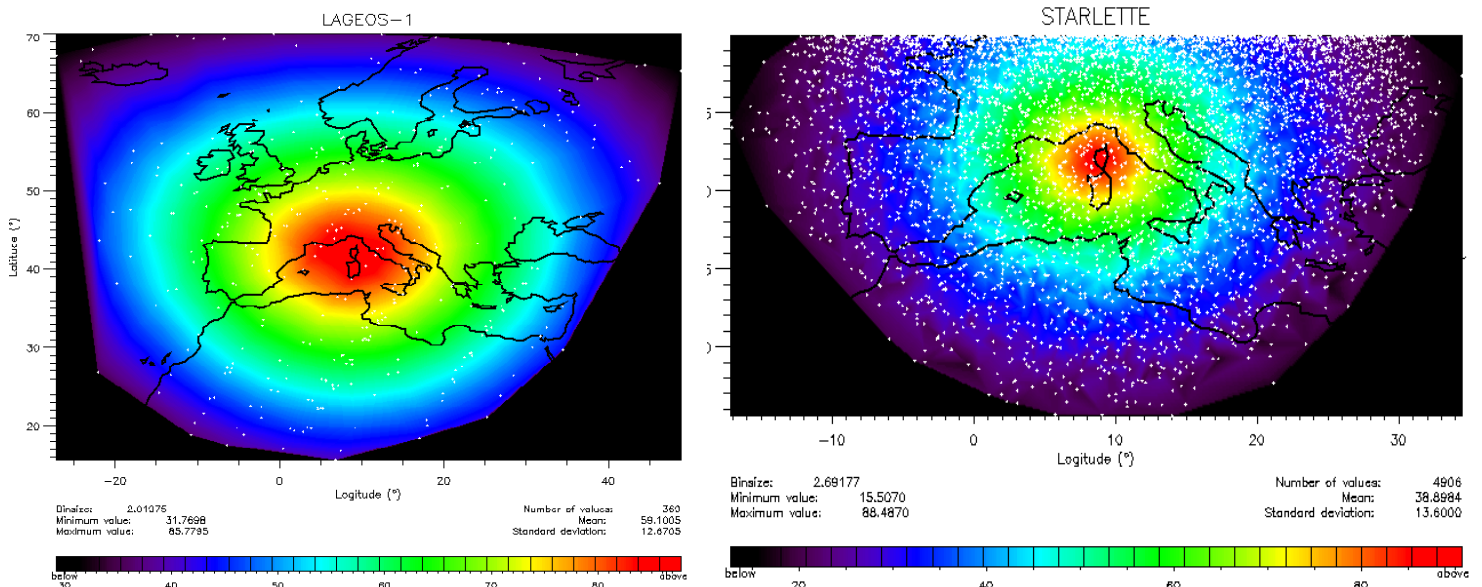 LAGEOS-1
70
60
50
40
30
20
Latitude (°)
-20
0
20
40
Logitude (°)
Binsize: 2.01075
Minimum value: 31.7698
Maximum value: 85.7795
Number of values: 360
Mean: 59.1005
Standard deviation: 12.6705
below
30
40
60
70
80
above
STARLETTE
5
0
5
0
-10
0
10
20
30
Logitude (°)
Binsize: 2.69177
Minimum value: 15.5070
Maximum value: 88.4870
Number of values: 4906
Mean: 38.8984
Standard deviation: 13.6000
below
20
40
60
80
above